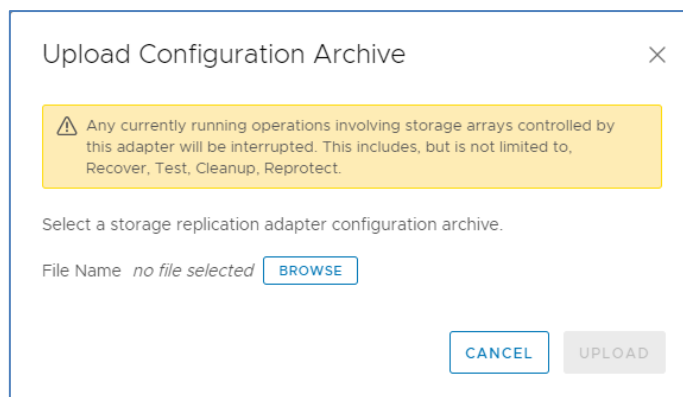 Upload Configuration Archive
Any currently running operations involving storage arrays controlled by
this adapter will be interrupted. This includes, but is not limited to,
Recover, Test, Cleanup, Reprotect.
Select a storage replication adapter configuration archive.
File Name no file selected BROWSE
CANCEL UPLOAD